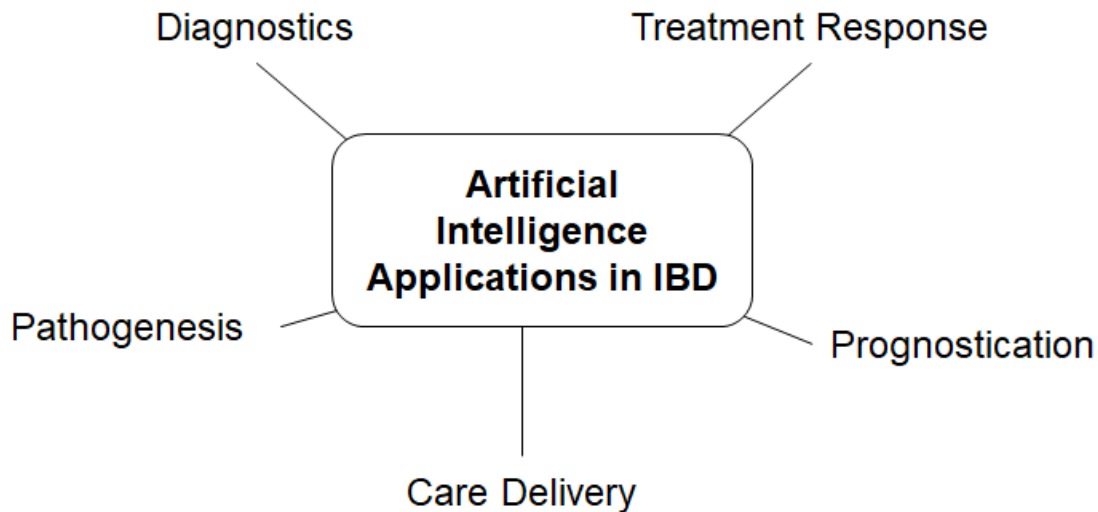 Diagnostics
Treatment Response
Artificial
Intelligence
Applications in IBD
Pathogenesis
Prognostication
Care Delivery